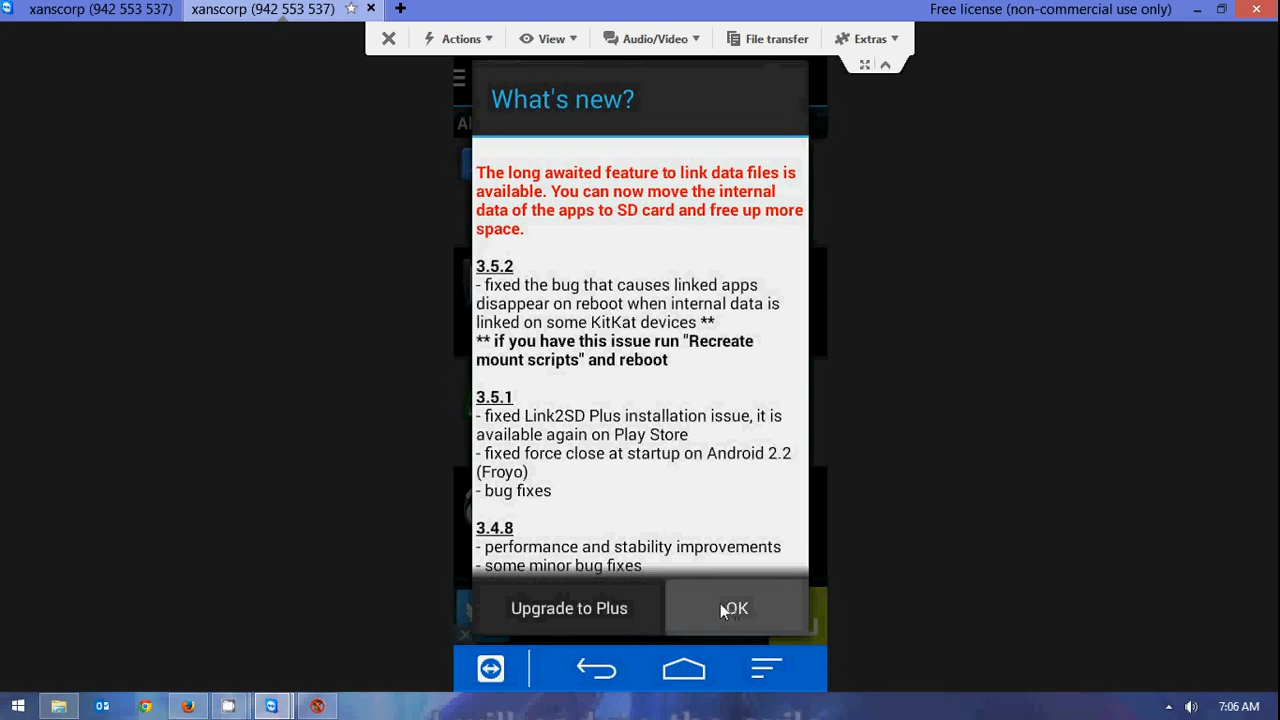 xanscorp (942 553 537)
xanscorp (942 553 537)
Free license (non-commercial use only)
Actions
View
Audio/Video
File transfer
Extras
What's new?
Al
The long awaited feature to link data files is
available. You can now move the internal
data of the apps to SD card and free up more
space.
3.5.2
- fixed the bug that causes linked apps
disappear on reboot when internal data is
linked on some KitKat devices **
** if you have this issue run "Recreate
mount scripts" and reboot
3.5.1
- fixed Link2SD Plus installation issue, it is
available again on Play Store
- fixed force close at startup on Android 2.2
(Froyo)
- bug fixes
3.4.8
- performance and stability improvements
- some minor bug fixes
Upgrade to Plus
OK
7:06 AM